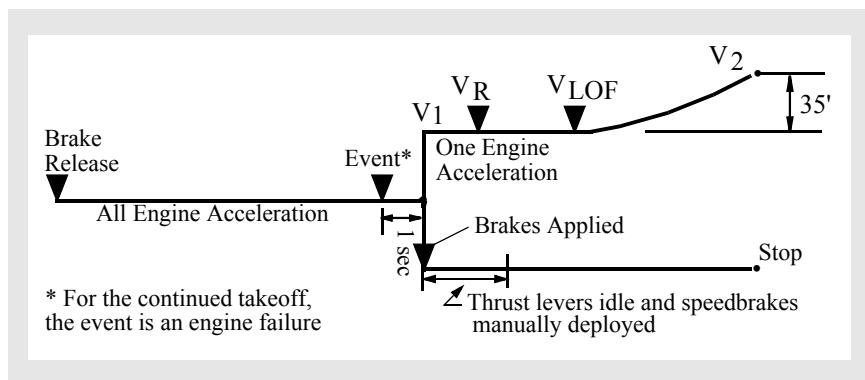 V2
VR
VLOF
V1
35'
Brake
Release
Event*
One Engine
Acceleration
All Engine Acceleration
1 sec
Brakes Applied
Stop
* For the continued takeoff,
the event is an engine failure
Thrust levers idle and speedbrakes
manually deployed